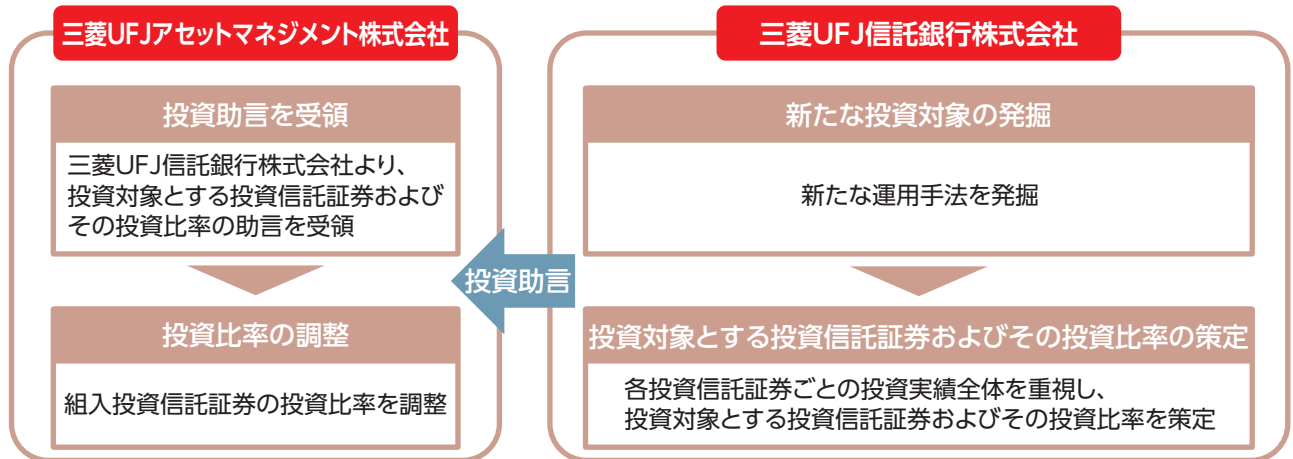 三菱UFJアセットマネジメント株式会社
投資助言を受領
三菱UFJ信託銀行株式会社より、
投資対象とする投資信託証券および
その投資比率の助言を受領
投資比率の調整
組入投資信託証券の投資比率を調整
投資助言
三菱UFJ信託銀行株式会社
新たな投資対象の発掘
新たな運用手法を発掘
投資対象とする投資信託証券およびその投資比率の策定
各投資信託証券ごとの投資実績全体を重視し、
投資対象とする投資信託証券およびその投資比率を策定